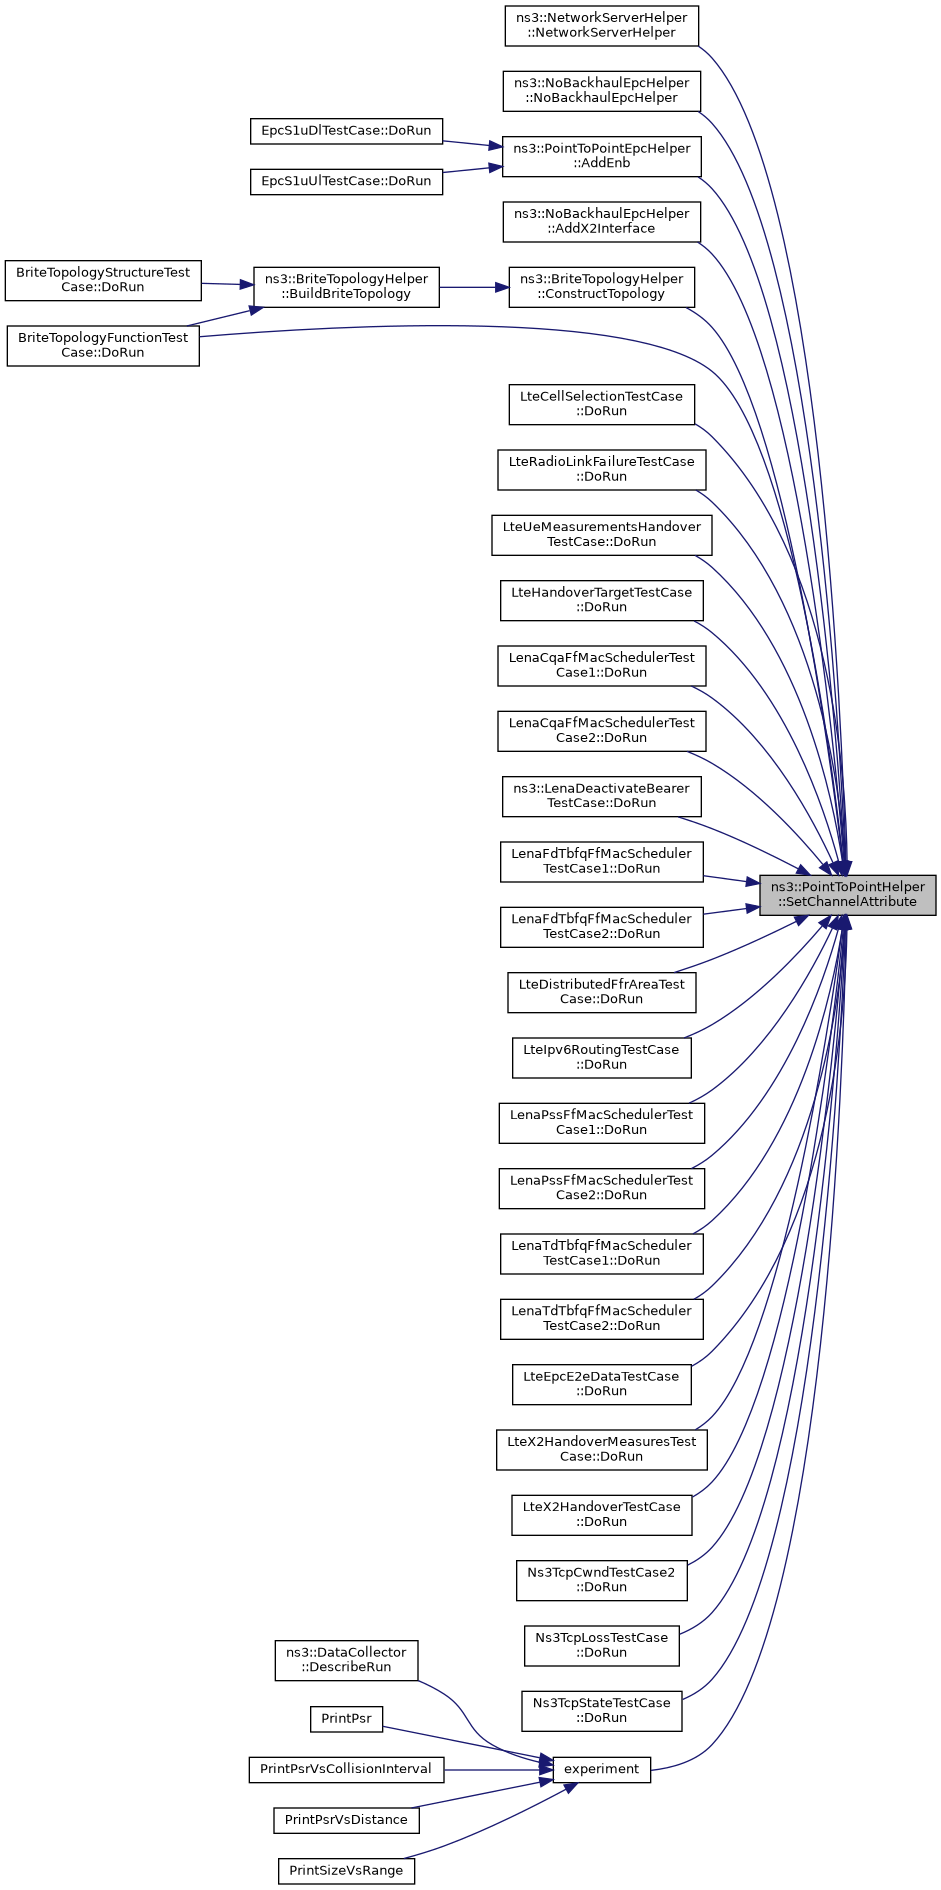 ns3::NetworkServerHelper
::NetworkServerHelper
ns3::NoBackhaulEpcHelper
::NoBackhaulEpcHelper
EpcS1uDlTestCase::DoRun
ns3::PointToPointEpcHelper
::AddEnb
EpcS1uUlTestCase::DoRun
ns3::NoBackhaulEpcHelper
::AddX2Interface
BriteTopologyStructureTest
Case::DoRun
ns3::BriteTopologyHelper
::BuildBriteTopology
ns3::BriteTopologyHelper
::ConstructTopology
BriteTopologyFunctionTest
Case::DoRun
LteCellSelectionTestCase
::DoRun
LteRadioLinkFailureTestCase
::DoRun
LteUeMeasurementsHandover
TestCase::DoRun
LteHandoverTargetTestCase
::DoRun
LenaCqaFfMacSchedulerTest
Case1::DoRun
LenaCqaFfMacSchedulerTest
Case2::DoRun
ns3::LenaDeactivateBearer
TestCase::DoRun
LenaFdTbfqFfMacScheduler
TestCase1::DoRun
ns3::PointToPointHelper
::SetChannelAttribute
LenaFdTbfqFfMacScheduler
TestCase2::DoRun
LteDistributedFfrAreaTest
Case::DoRun
LteIpv6RoutingTestCase
::DoRun
LenaPssFfMacSchedulerTest
Case1::DoRun
LenaPssFfMacSchedulerTest
Case2::DoRun
LenaTdTbfqFfMacScheduler
TestCase1::DoRun
LenaTdTbfqFfMacScheduler
TestCase2::DoRun
LteEpcE2eDataTestCase
::DoRun
LteX2HandoverMeasuresTest
Case::DoRun
LteX2HandoverTestCase
::DoRun
Ns3TcpCwndTestCase2
::DoRun
Ns3TcpLossTestCase
::DoRun
ns3::DataCollector
::DescribeRun
Ns3TcpStateTestCase
::DoRun
PrintPsr
PrintPsrVsCollisionInterval
experiment
PrintPsrVsDistance
PrintSizeVsRange